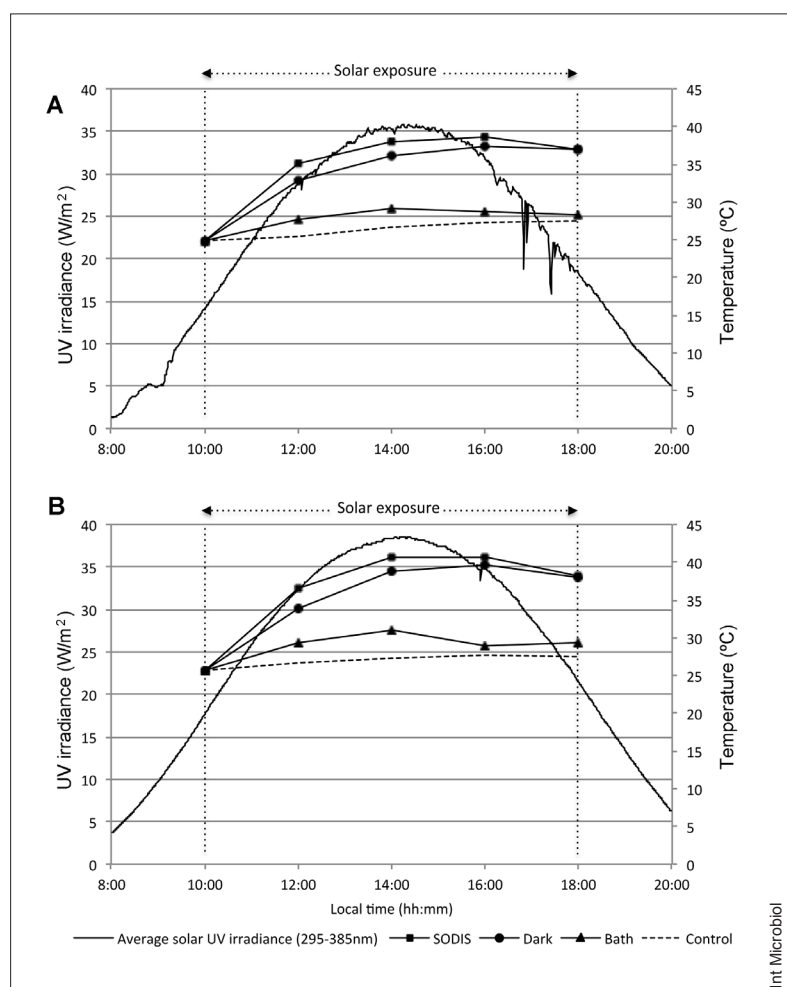 Solar exposure
A
40
35
30
25
20
15
10
5
0
45
40
35
30
25
20
15
10
5
0
UV irradiance (W/m²)
Temperature (ºC)
8:00 10:00 12:00 14:00 16:00 18:00 20:00
Solar exposure
B
40
35
30
25
20
15
10
5
0
45
40
35
30
25
20
15
10
5
0
UV irradiance (W/m²)
Temperature (ºC)
8:00 10:00 12:00 14:00 16:00 18:00 20:00
Local time (hh:mm)
Average solar UV irradiance (295-385nm) SODIS Dark Bath Control
Int Microbiol